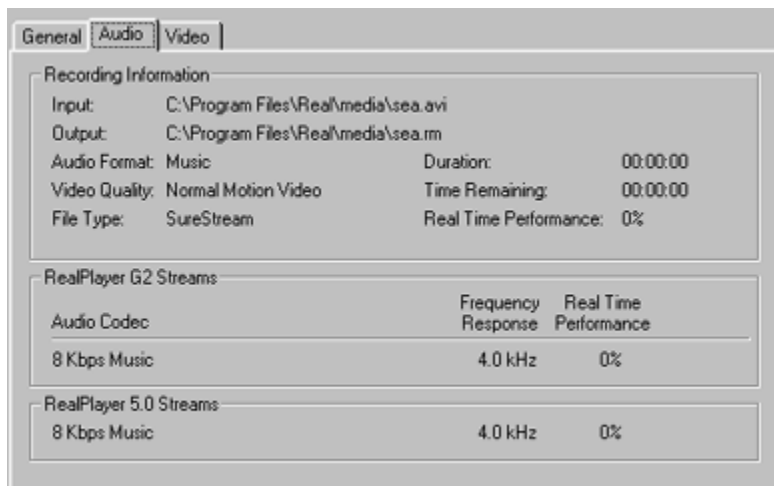 General Audio Video
Recording Information
Input: C:\Program Files\Real\media\sea.avi
Output: C:\Program Files\Real\media\sea.rm
Audio Format: Music Duration: 00:00:00
Video Quality: Normal Motion Video Time Remaining: 00:00:00
File Type: SureStream Real Time Performance: 0%
RealPlayer G2 Streams
Frequency Real Time
Audio Codec Response Performance
8 Kbps Music 4.0 kHz 0%
RealPlayer 5.0 Streams
8 Kbps Music 4.0 kHz 0%